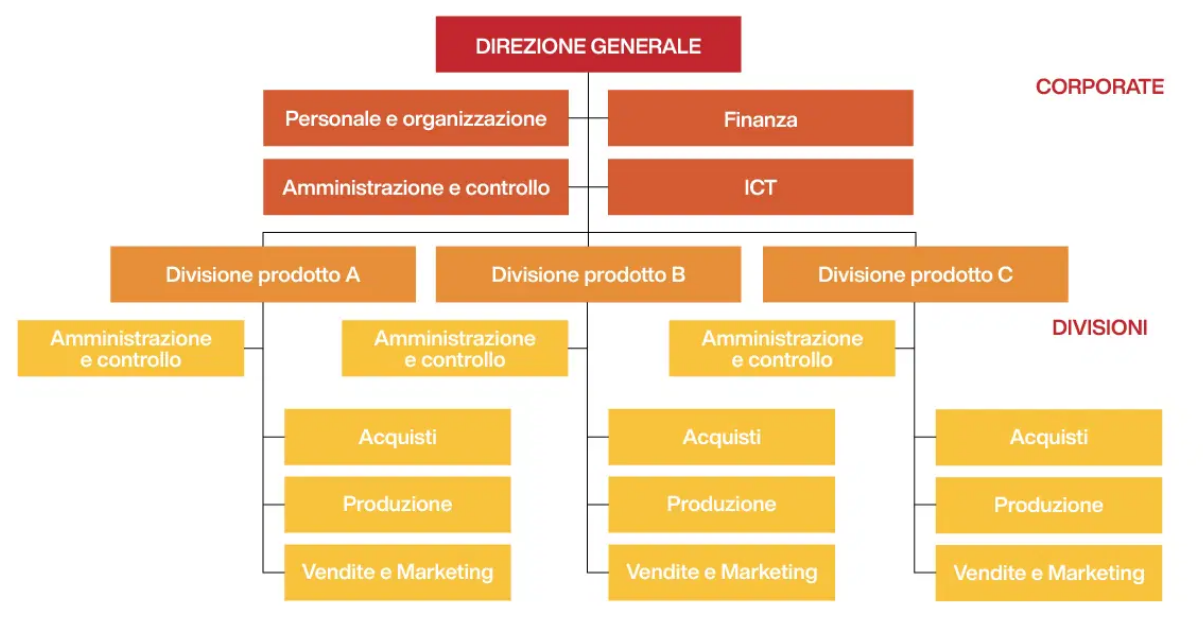 DIREZIONE GENERALE
CORPORATE
Personale e organizzazione
Finanza
Amministrazione e controllo
ICT
Divisione prodotto A
Divisione prodotto B
Divisione prodotto C
DIVISIONI
Amministrazione
e controllo
Amministrazione
e controllo
Amministrazione
e controllo
Acquisti
Acquisti
Acquisti
Produzione
Produzione
Produzione
Vendite e Marketing
Vendite e Marketing
Vendite e Marketing